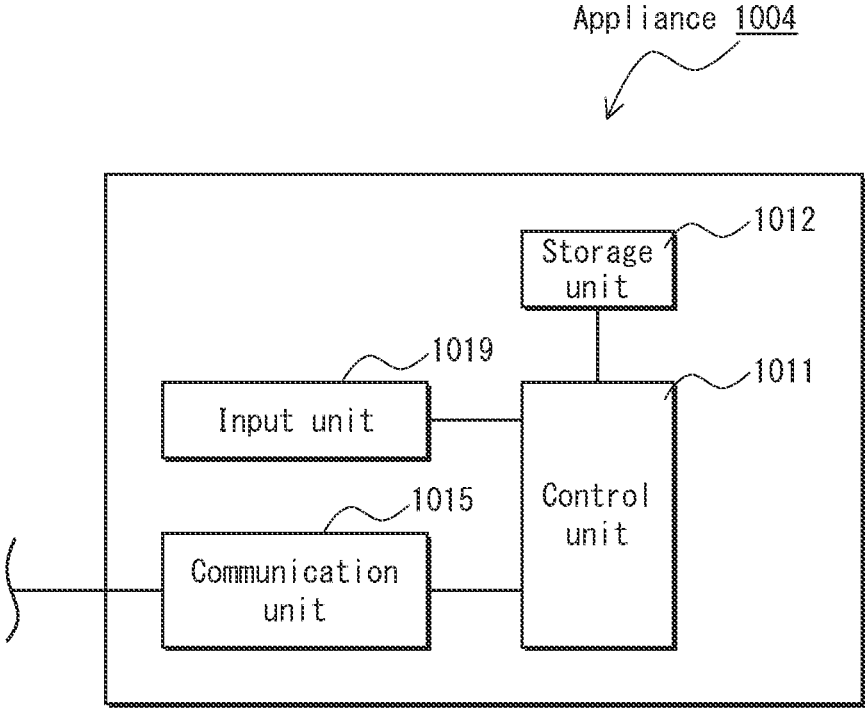 Appliance 1004
1012
Storage
unit
1019
1011
Input unit
1015
Control
unit
Communication
unit